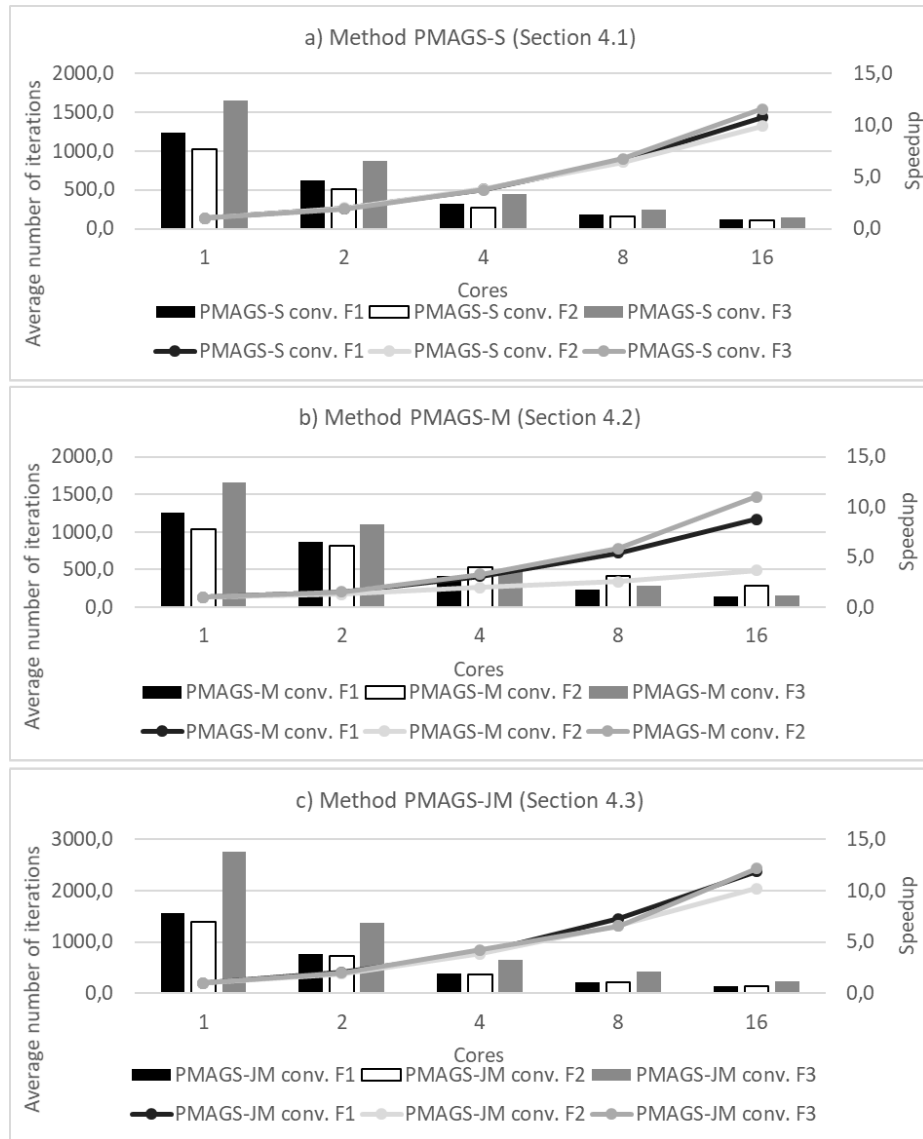 a) Method PMAGS-S (Section 4.1)
Average number of iterations
2000,0
1500,0
1000,0
500,0
0,0
15,0
10,0
5,0
0,0
Speedup
1 2 4 8 16
Cores
PMAGS-S conv. F1 PMAGS-S conv. F2 PMAGS-S conv. F3
PMAGS-S conv. F1 PMAGS-S conv. F2 PMAGS-S conv. F3
b) Method PMAGS-M (Section 4.2)
Average number of iterations
2000,0
1500,0
1000,0
500,0
0,0
15,0
10,0
5,0
0,0
Speedup
1 2 4 8 16
Cores
PMAGS-M conv. F1 PMAGS-M conv. F2 PMAGS-M conv. F3
PMAGS-M conv. F1 PMAGS-M conv. F2 PMAGS-M conv. F2
c) Method PMAGS-JM (Section 4.3)
Average number of iterations
3000,0
2000,0
1000,0
0,0
15,0
10,0
5,0
0,0
Speedup
1 2 4 8 16
Cores
PMAGS-JM conv. F1 PMAGS-JM conv. F2 PMAGS-JM conv. F3
PMAGS-JM conv. F1 PMAGS-JM conv. F2 PMAGS-JM conv. F3